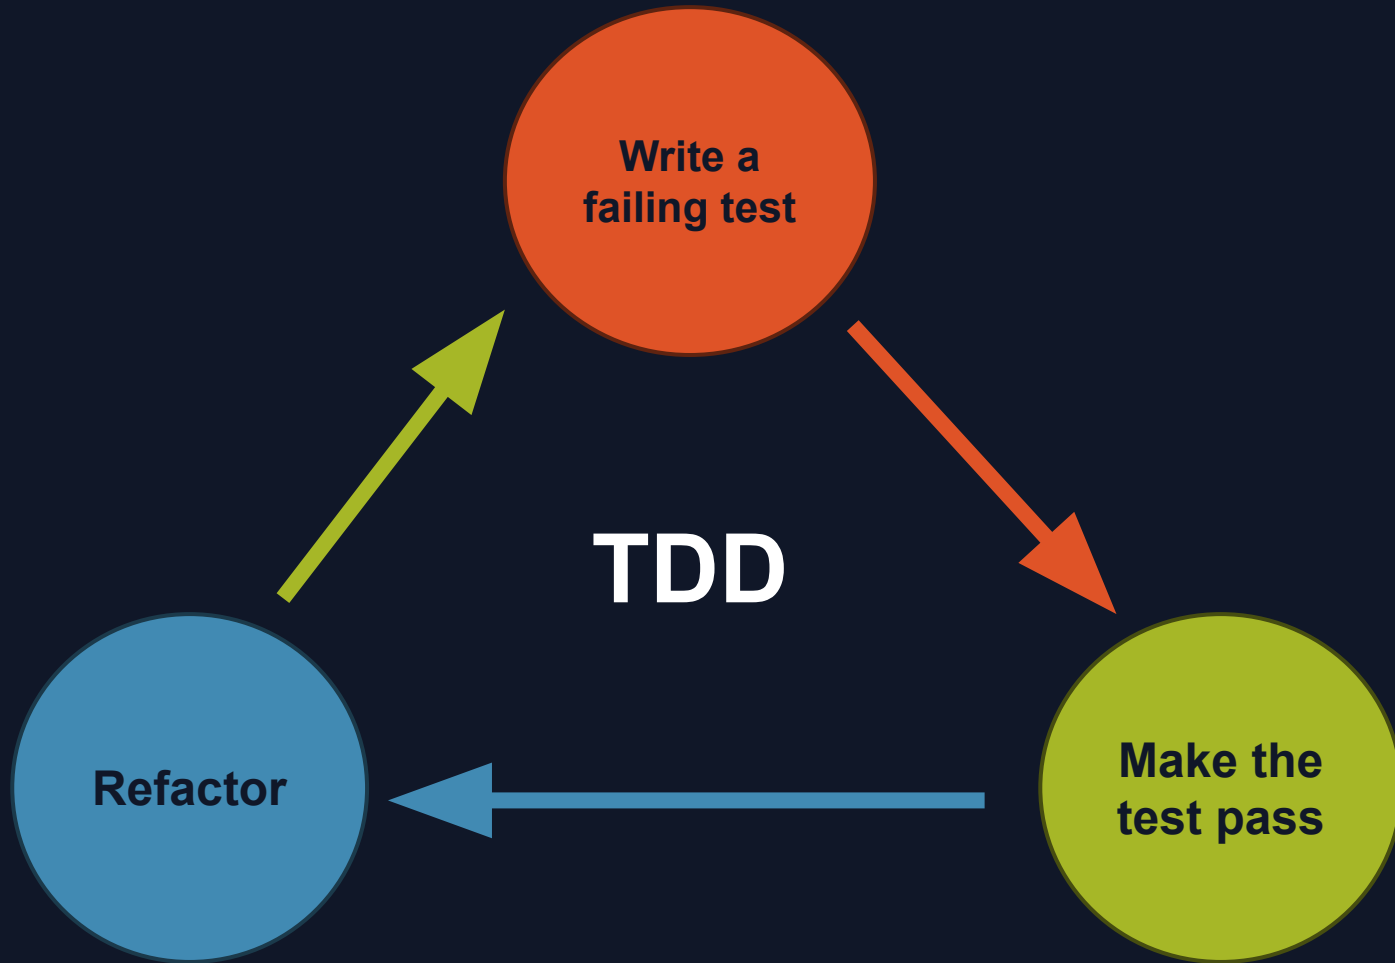 Write a
failing test
TDD
Refactor
Make the
test pass